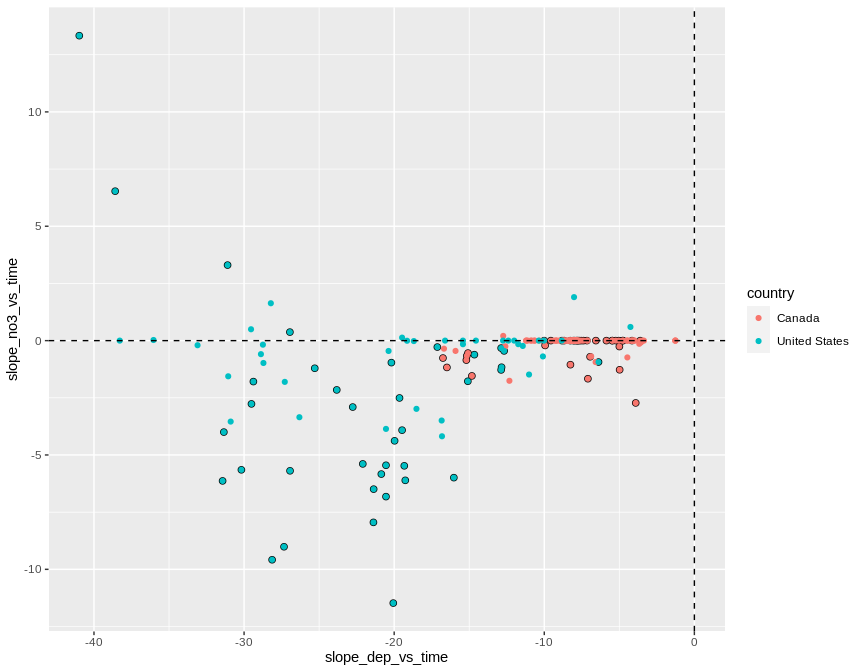 10
5
0
-5
-10
slope_no3_vs_time
-40
-30
-20
-10
0
slope_dep_vs_time
country
Canada
United States